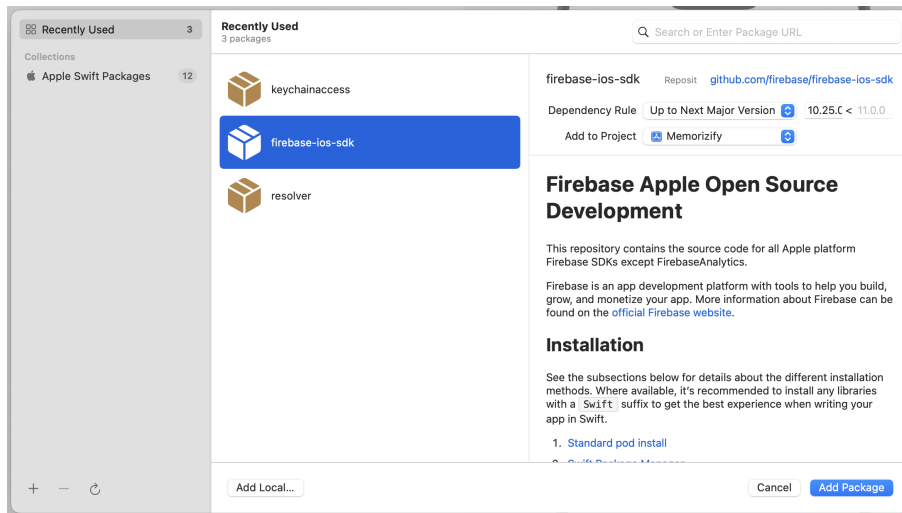 Recently Used 3
Collections
Apple Swift Packages 12
Recently Used
3 packages
Search or Enter Package URL
keychainaccess
firebase-ios-sdk
resolver
firebase-ios-sdk Reposit github.com/firebase/firebase-ios-sdk
Dependency Rule Up to Next Major Version 10.25.0 < 11.0.0
Add to Project Memorizify
Firebase Apple Open Source
Development
This repository contains the source code for all Apple platform
Firebase SDKs except FirebaseAnalytics.
Firebase is an app development platform with tools to help you build,
grow, and monetize your app. More information about Firebase can be
found on the official Firebase website.
Installation
See the subsections below for details about the different installation
methods. Where available, it's recommended to install any libraries
with a Swift suffix to get the best experience when writing your
app in Swift.
1. Standard pod install
Add Local...
Cancel
Add Package